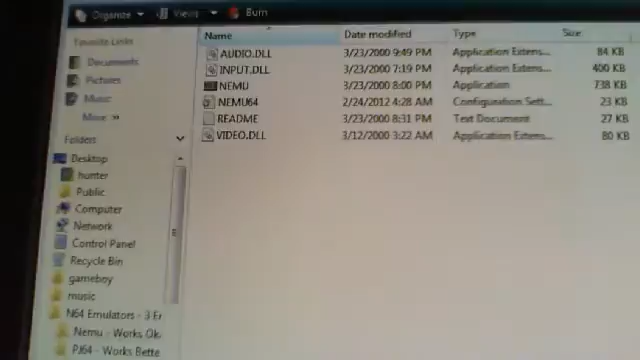 Organize Views Burn
Favorite Links
Documents
Pictures
Music
More »
Folders
Desktop
hunter
Public
Computer
Network
Control Panel
Recycle Bin
gameboy
music
N64 Emulators - 3 Er
Nemu - Works Ok
PJ64 - Works Bette
Name Date modified Type Size
AUDIO.DLL 3/23/2000 9:49 PM Application Extens... 84 KB
INPUT.DLL 3/23/2000 7:19 PM Application Extens... 400 KB
NEMU 3/23/2000 8:00 PM Application 738 KB
NEMU64 2/24/2012 4:28 AM Configuration Sett... 23 KB
README 3/23/2000 8:31 PM Text Document 27 KB
VIDEO.DLL 3/12/2000 3:22 AM Application Extens... 80 KB